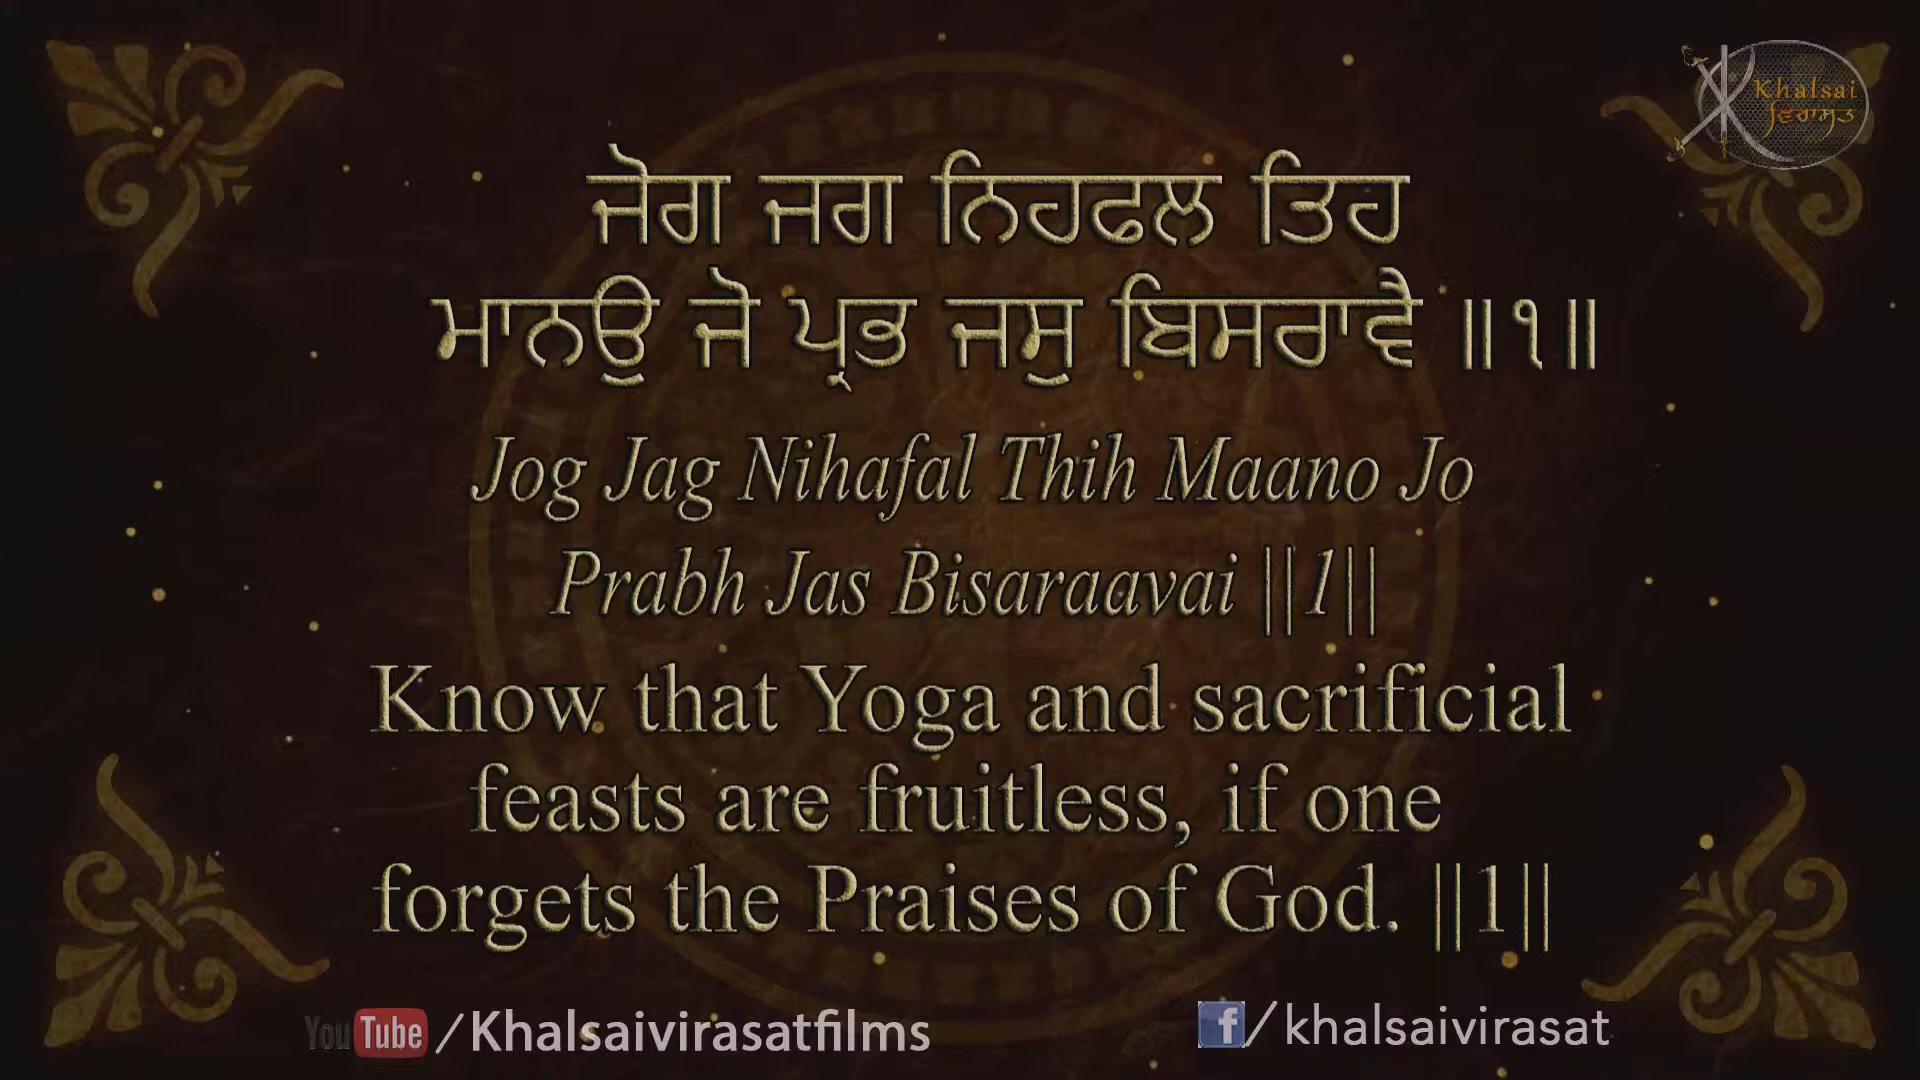 Khalsai
ਵਿਰਾਸਤ
ਜੋਗ ਜਗ ਨਿਹਫਲ ਤਿਹ
ਮਾਨਉ ਜੋ ਪ੍ਰਭ ਜਸੁ ਬਿਸਰਾਵੈ ॥੧॥
Jog Jag Nihafal Thih Maano Jo
Prabh Jas Bisaraavai ||1||
Know that Yoga and sacrificial
feasts are fruitless, if one
forgets the Praises of God. ||1||
YouTube/Khalsaivirasatfilms
f/khalsaivirasat